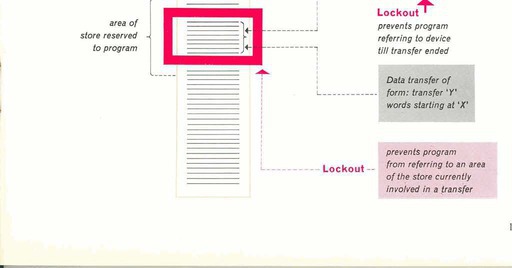 area of
store reserved
to program
Lockout
prevents program
referring to device
till transfer ended
Data transfer of
form: transfer 'Y'
words starting at 'X'
Lockout
prevents program
from referring to an area
of the store currently
involved in a transfer